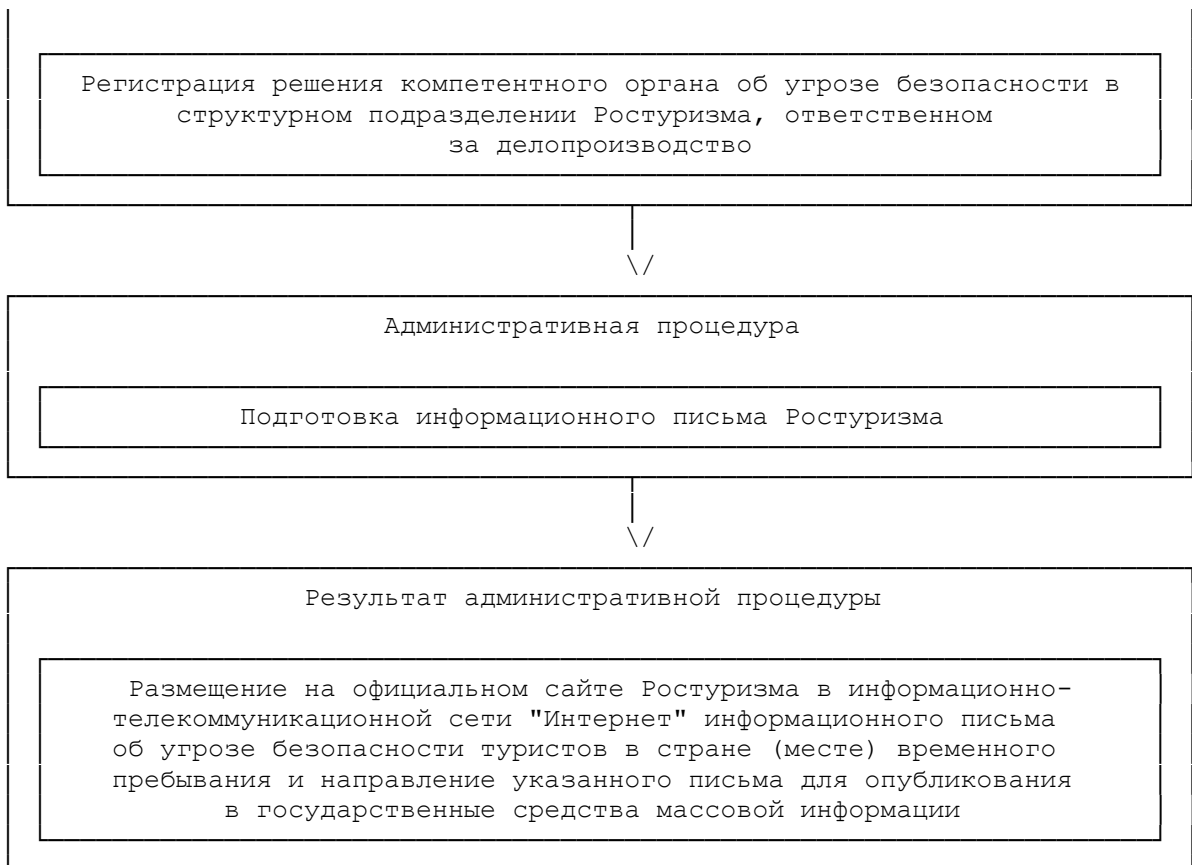 Регистрация решения компетентного органа об угрозе безопасности в
структурном подразделении Ростуризма, ответственном
за делопроизводство
\/
Административная процедура
Подготовка информационного письма Ростуризма
\/
Результат административной процедуры
Размещение на официальном сайте Ростуризма в информационно-
телекоммуникационной сети "Интернет" информационного письма
об угрозе безопасности туристов в стране (месте) временного
пребывания и направление указанного письма для опубликования
в государственные средства массовой информации